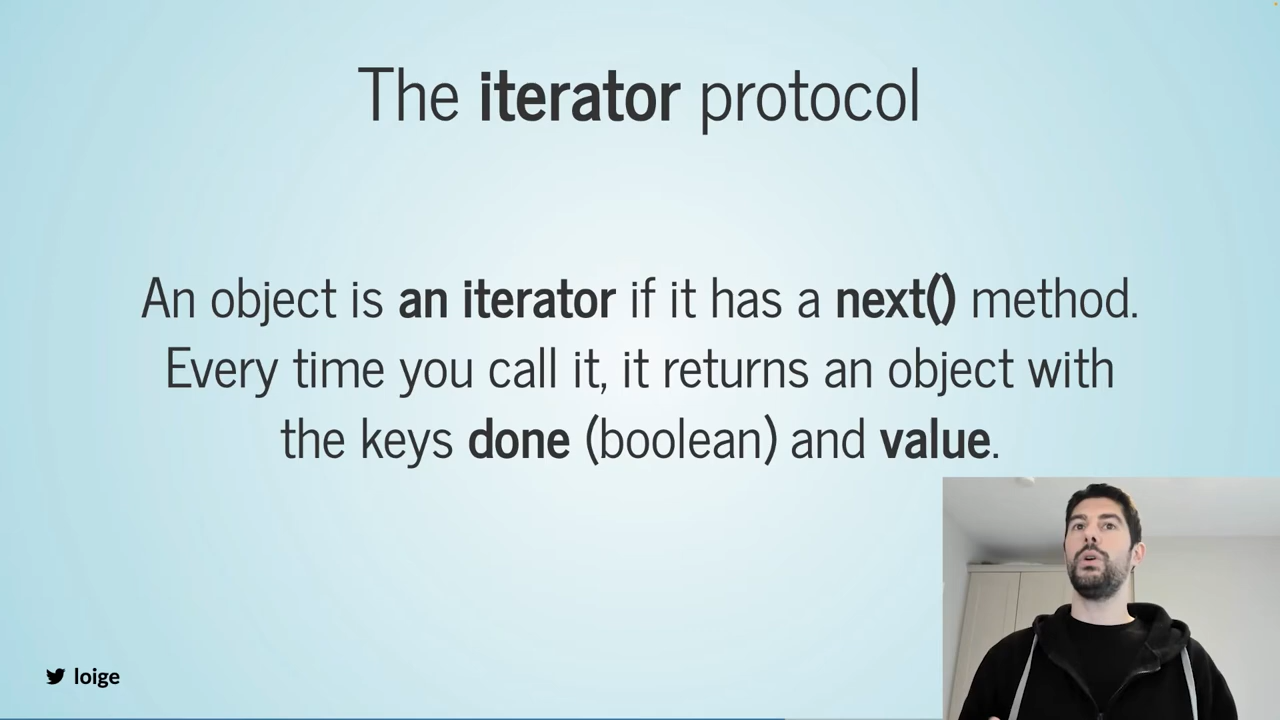 The iterator protocol
An object is an iterator if it has a next() method.
Every time you call it, it returns an object with
the keys done (boolean) and value.
loige